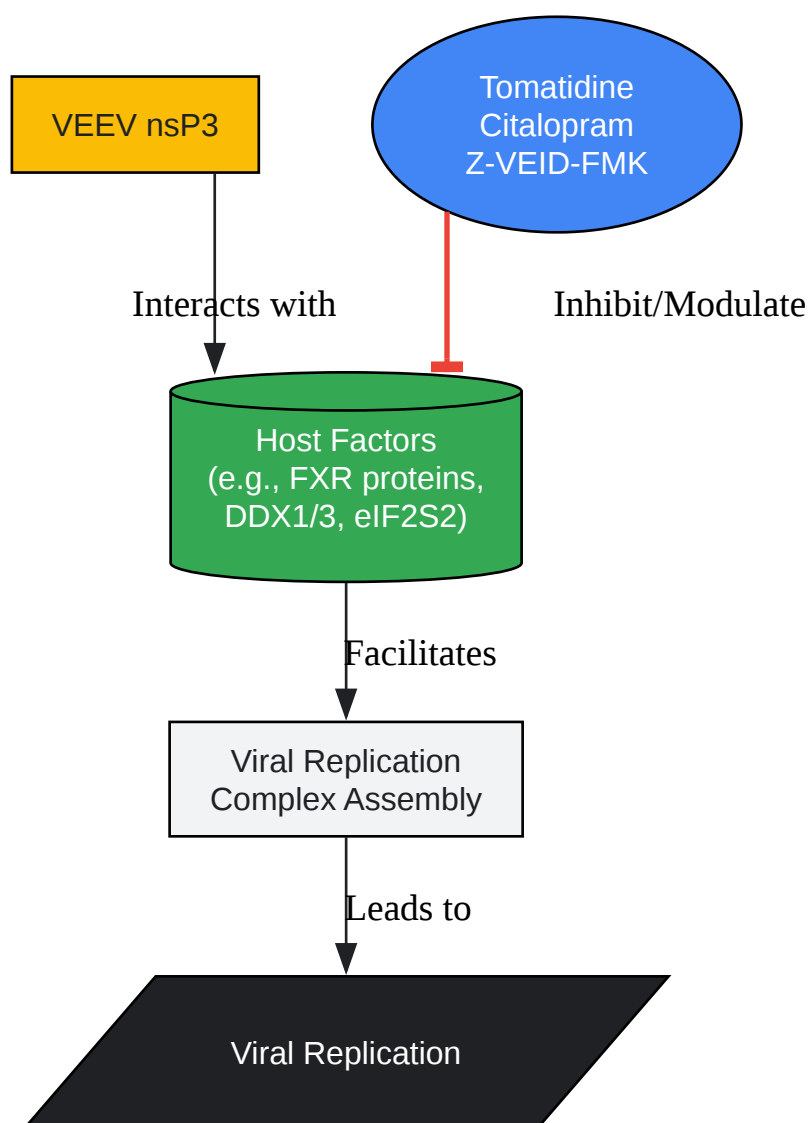 VEEV nsP3
Tomatidine
Citalopram
Z-VEID-FMK
Interacts with
Inhibit/Modulate
Host Factors
(e.g., FXR proteins,
DDX1/3, eIF2S2)
Facilitates
Viral Replication
Complex Assembly
Leads to
Viral Replication